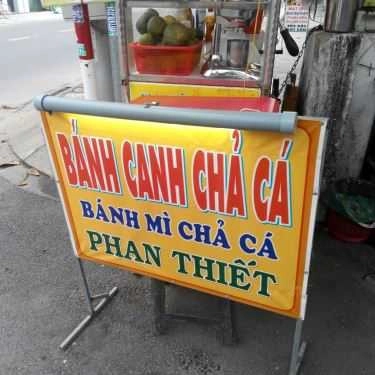 BÁNH CANH CHẢ CÁ
BÁNH MÌ CHẢ CÁ
PHAN THIẾT